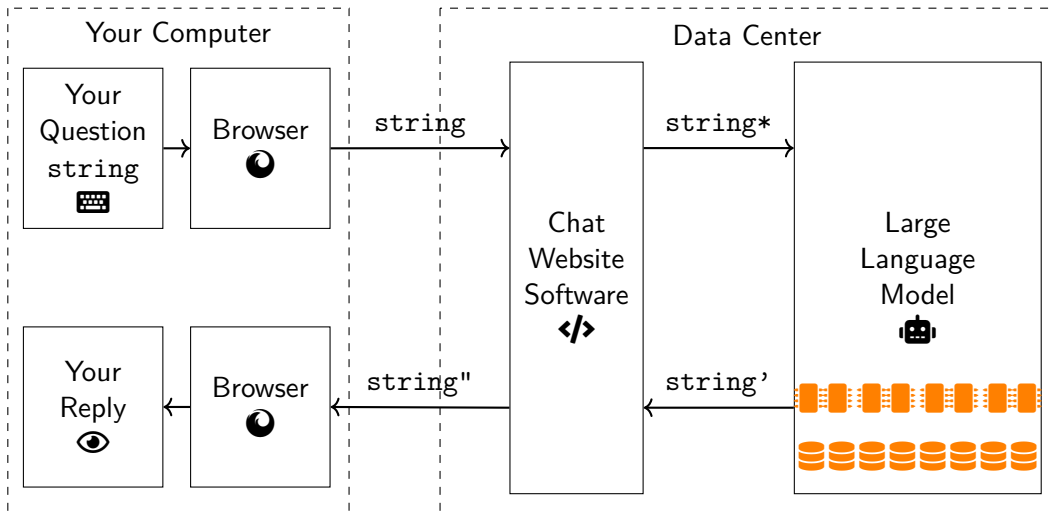 Your Computer
Data Center
Your
Question
string
Browser
string
string*
Chat
Website
Software
Large
Language
Model
Your
Reply
Browser
string"
string'